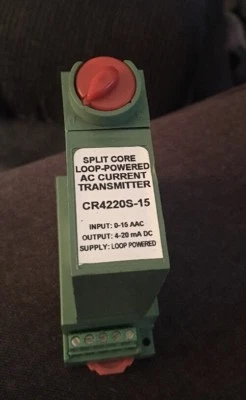 SPLIT CORE
LOOP-POWERED
AC CURRENT
TRANSMITTER
CR4220S-15
INPUT: 0-15 AAC
OUTPUT: 4-20 mA DC
SUPPLY: LOOP POWERED